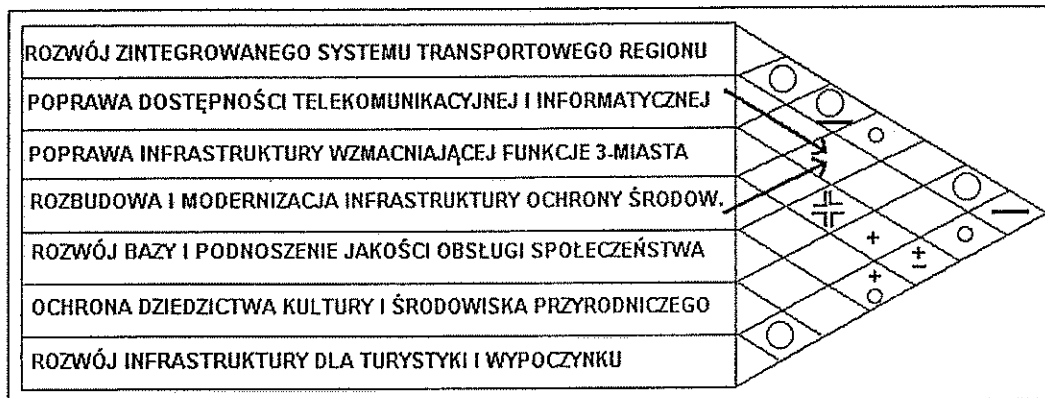 ROZWÓJ ZINTEGROWANEGO SYSTEMU TRANSPORTOWEGO REGIONU
POPRAWA DOSTĘPNOŚCI TELEKOMUNIKACYJNEJ I INFORMATYCZNEJ
POPRAWA INFRASTRUKTURY WZMACNIAJĄCEJ FUNKCJE 3-MIASTA
ROZBUDOWA I MODERNIZACJA INFRASTRUKTURY OCHRONY ŚRODOW.
ROZWÓJ BAZY I PODNOSZENIE JAKOŚCI OBSŁUGI SPOŁECZEŃSTWA
OCHRONA DZIEDZICTWA KULTURY I ŚRODOWISKA PRZYRODNICZEGO
ROZWÓJ INFRASTRUKTURY DLA TURYSTYKI I WYPOCZYNKU